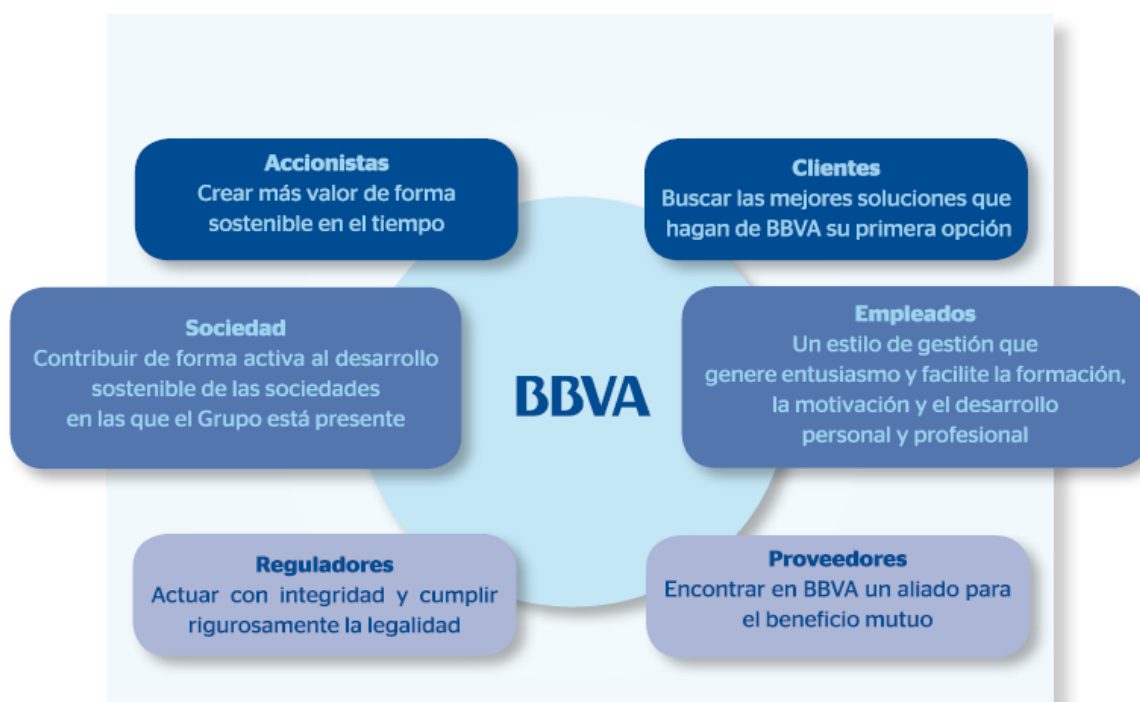 Accionistas
Crear más valor de forma
sostenible en el tiempo
Clientes
Buscar las mejores soluciones que
hagan de BBVA su primera opción
Sociedad
Contribuir de forma activa al desarrollo
sostenible de las sociedades
en las que el Grupo está presente
BBVA
Empleados
Un estilo de gestión que
genere entusiasmo y facilite la formación,
la motivación y el desarrollo
personal y profesional
Reguladores
Actuar con integridad y cumplir
rigurosamente la legalidad
Proveedores
Encontrar en BBVA un aliado para
el beneficio mutuo